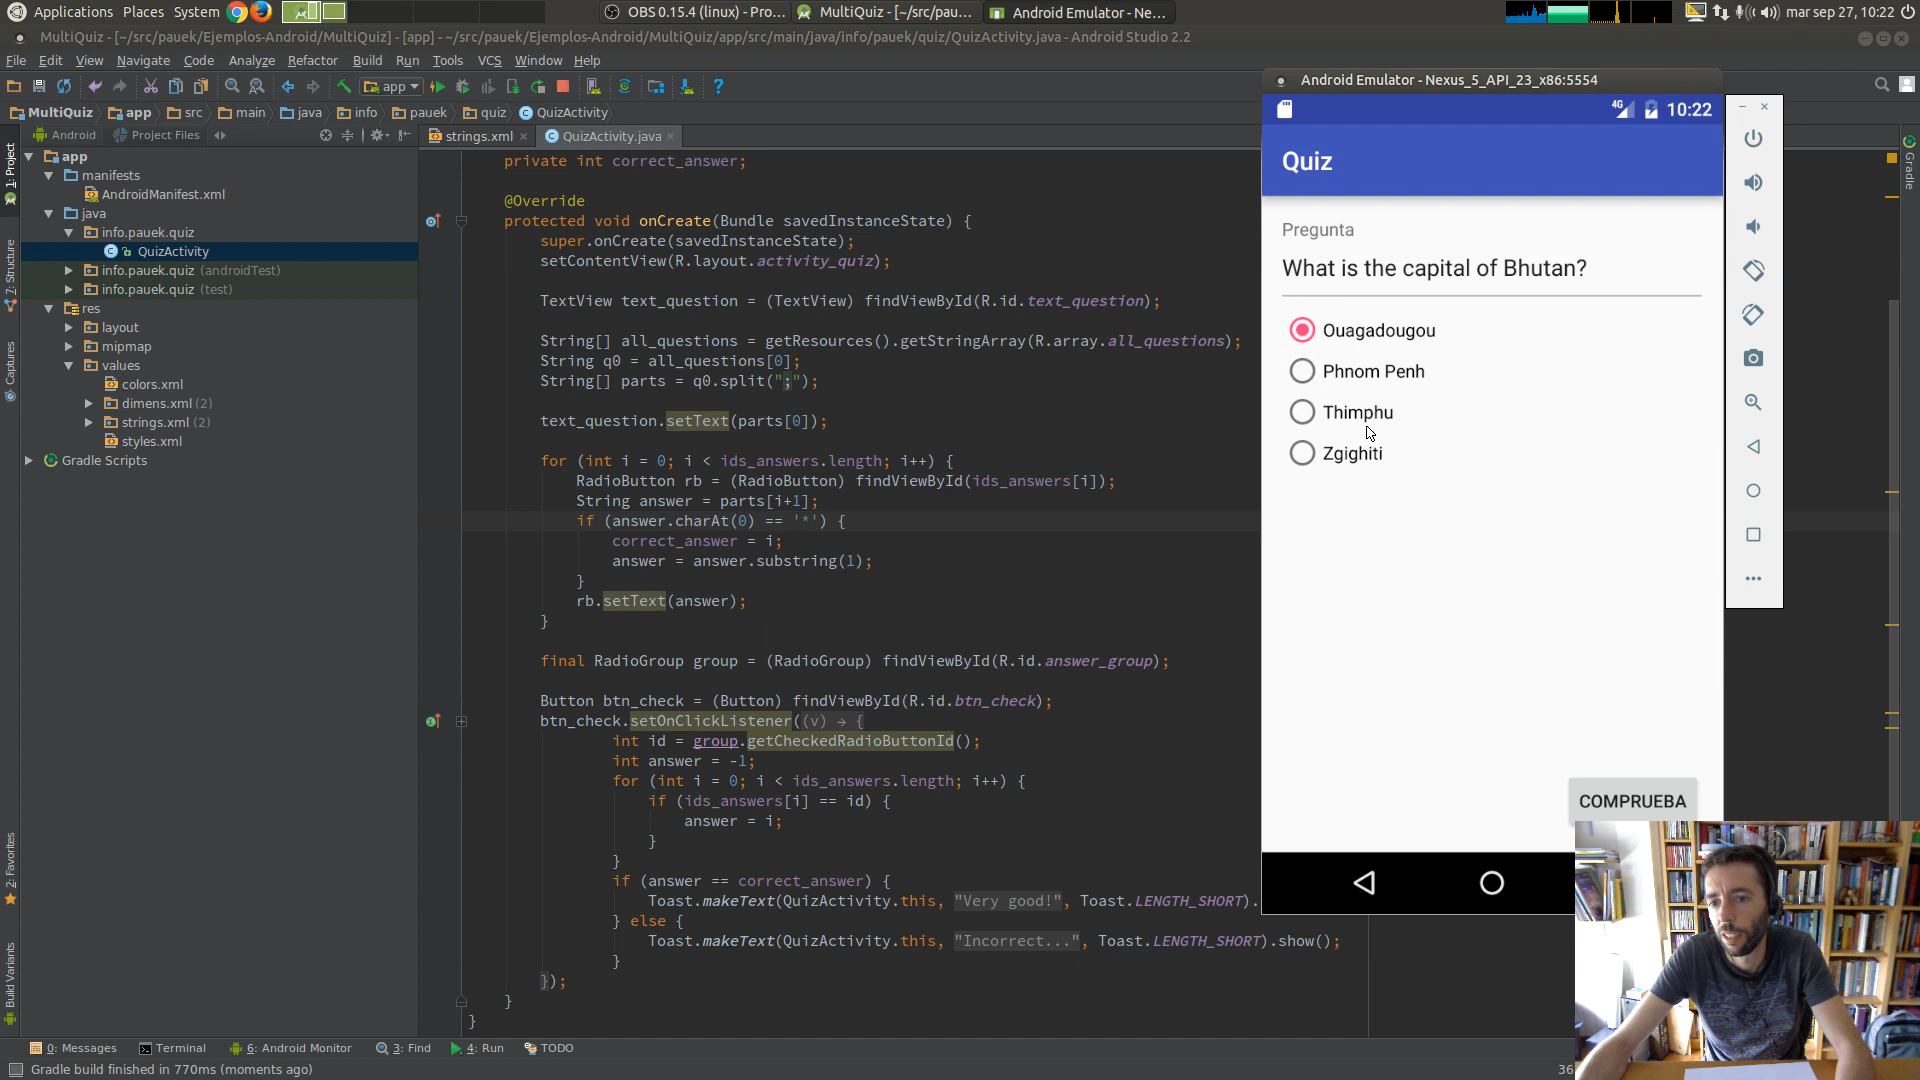 Applications Places System
OBS 0.15.4 (linux) - Pro...
MultiQuiz - [~/src/pau...
Android Emulator - Ne...
mar sep 27, 10:22
MultiQuiz - [~/src/pauek/Ejemplos-Android/MultiQuiz] - [app] - ~/src/pauek/Ejemplos-Android/MultiQuiz/app/src/main/java/info/pauek/quiz/QuizActivity.java - Android Studio 2.2
File Edit View Navigate Code Analyze Refactor Build Run Tools VCS Window Help
app
MultiQuiz app src main java info pauek quiz QuizActivity
Android Project Files
strings.xml
QuizActivity.java
1: Project
7: Structure
Captures
2: Favorites
Build Variants
Gradle
app
manifests
AndroidManifest.xml
java
info.pauek.quiz
QuizActivity
info.pauek.quiz (androidTest)
info.pauek.quiz (test)
res
layout
mipmap
values
colors.xml
dimens.xml (2)
strings.xml (2)
styles.xml
Gradle Scripts
private int correct_answer;
@Override
protected void onCreate(Bundle savedInstanceState) {
super.onCreate(savedInstanceState);
setContentView(R.layout.activity_quiz);
TextView text_question = (TextView) findViewById(R.id.text_question);
String[] all_questions = getResources().getStringArray(R.array.all_questions);
String q0 = all_questions[0];
String[] parts = q0.split(";");
text_question.setText(parts[0]);
for (int i = 0; i < ids_answers.length; i++) {
RadioButton rb = (RadioButton) findViewById(ids_answers[i]);
String answer = parts[i+1];
if (answer.charAt(0) == '*') {
correct_answer = i;
answer = answer.substring(1);
}
rb.setText(answer);
}
final RadioGroup group = (RadioGroup) findViewById(R.id.answer_group);
Button btn_check = (Button) findViewById(R.id.btn_check);
btn_check.setOnClickListener((v) → {
int id = group.getCheckedRadioButtonId();
int answer = -1;
for (int i = 0; i < ids_answers.length; i++) {
if (ids_answers[i] == id) {
answer = i;
}
}
if (answer == correct_answer) {
Toast.makeText(QuizActivity.this, "Very good!", Toast.LENGTH_SHORT).
} else {
Toast.makeText(QuizActivity.this, "Incorrect...", Toast.LENGTH_SHORT).show();
}
});
}
}
Android Emulator - Nexus_5_API_23_x86:5554
4G 10:22
Quiz
Pregunta
What is the capital of Bhutan?
Ouagadougou
Phnom Penh
Thimphu
Zgighiti
COMPRUEBA
0: Messages Terminal 6: Android Monitor 3: Find 4: Run TODO
Gradle build finished in 770ms (moments ago)
36